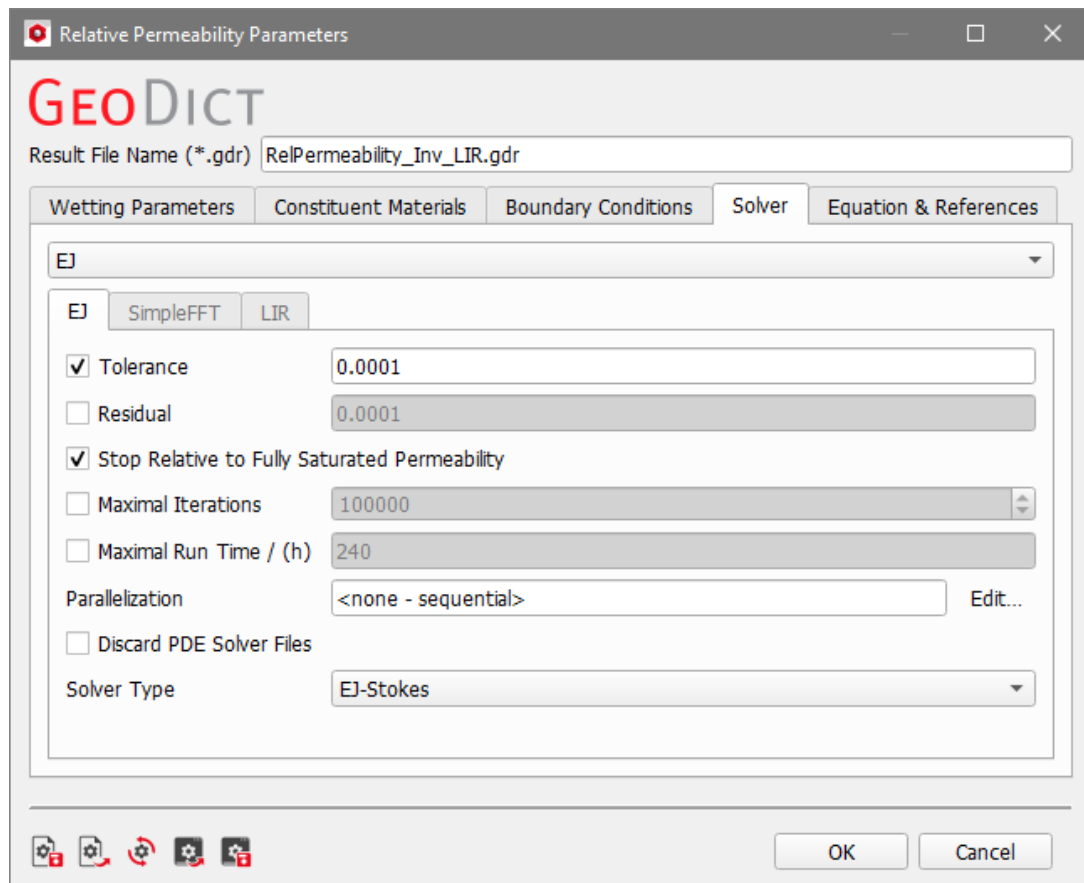 Relative Permeability Parameters
GEODICT
Result File Name (*.gdr) RelPermeability_Inv_LIR.gdr
Wetting Parameters Constituent Materials Boundary Conditions Solver Equation & References
EJ
EJ SimpleFFT LIR
Tolerance 0.0001
Residual 0.0001
Stop Relative to Fully Saturated Permeability
Maximal Iterations 100000
Maximal Run Time / (h) 240
Parallelization <none - sequential> Edit...
Discard PDE Solver Files
Solver Type EJ-Stokes
OK Cancel